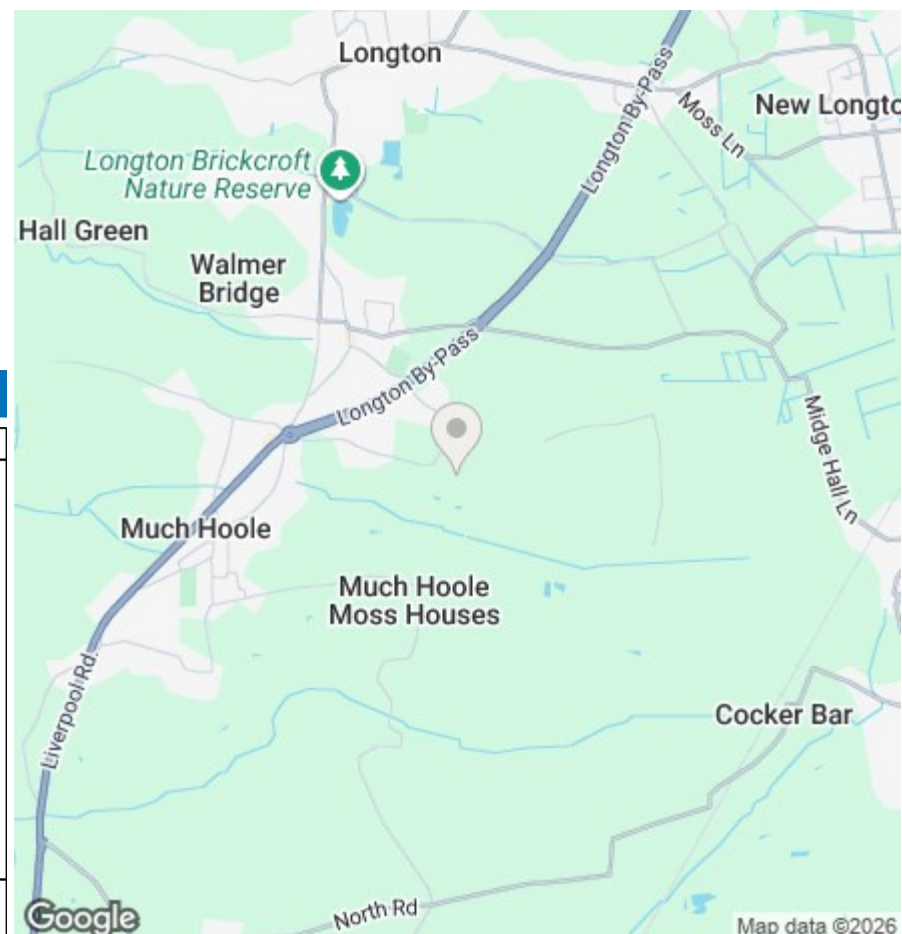 Longton
Longton By-Pass
Moss Ln
New Longto
Longton Brickcroft
Nature Reserve
Hall Green
Walmer
Bridge
Longton By-Pass
Midge Hall Ln
Much Hoole
Much Hoole
Moss Houses
Liverpool Rd
Cocker Bar
North Rd
Google
Map data ©2026